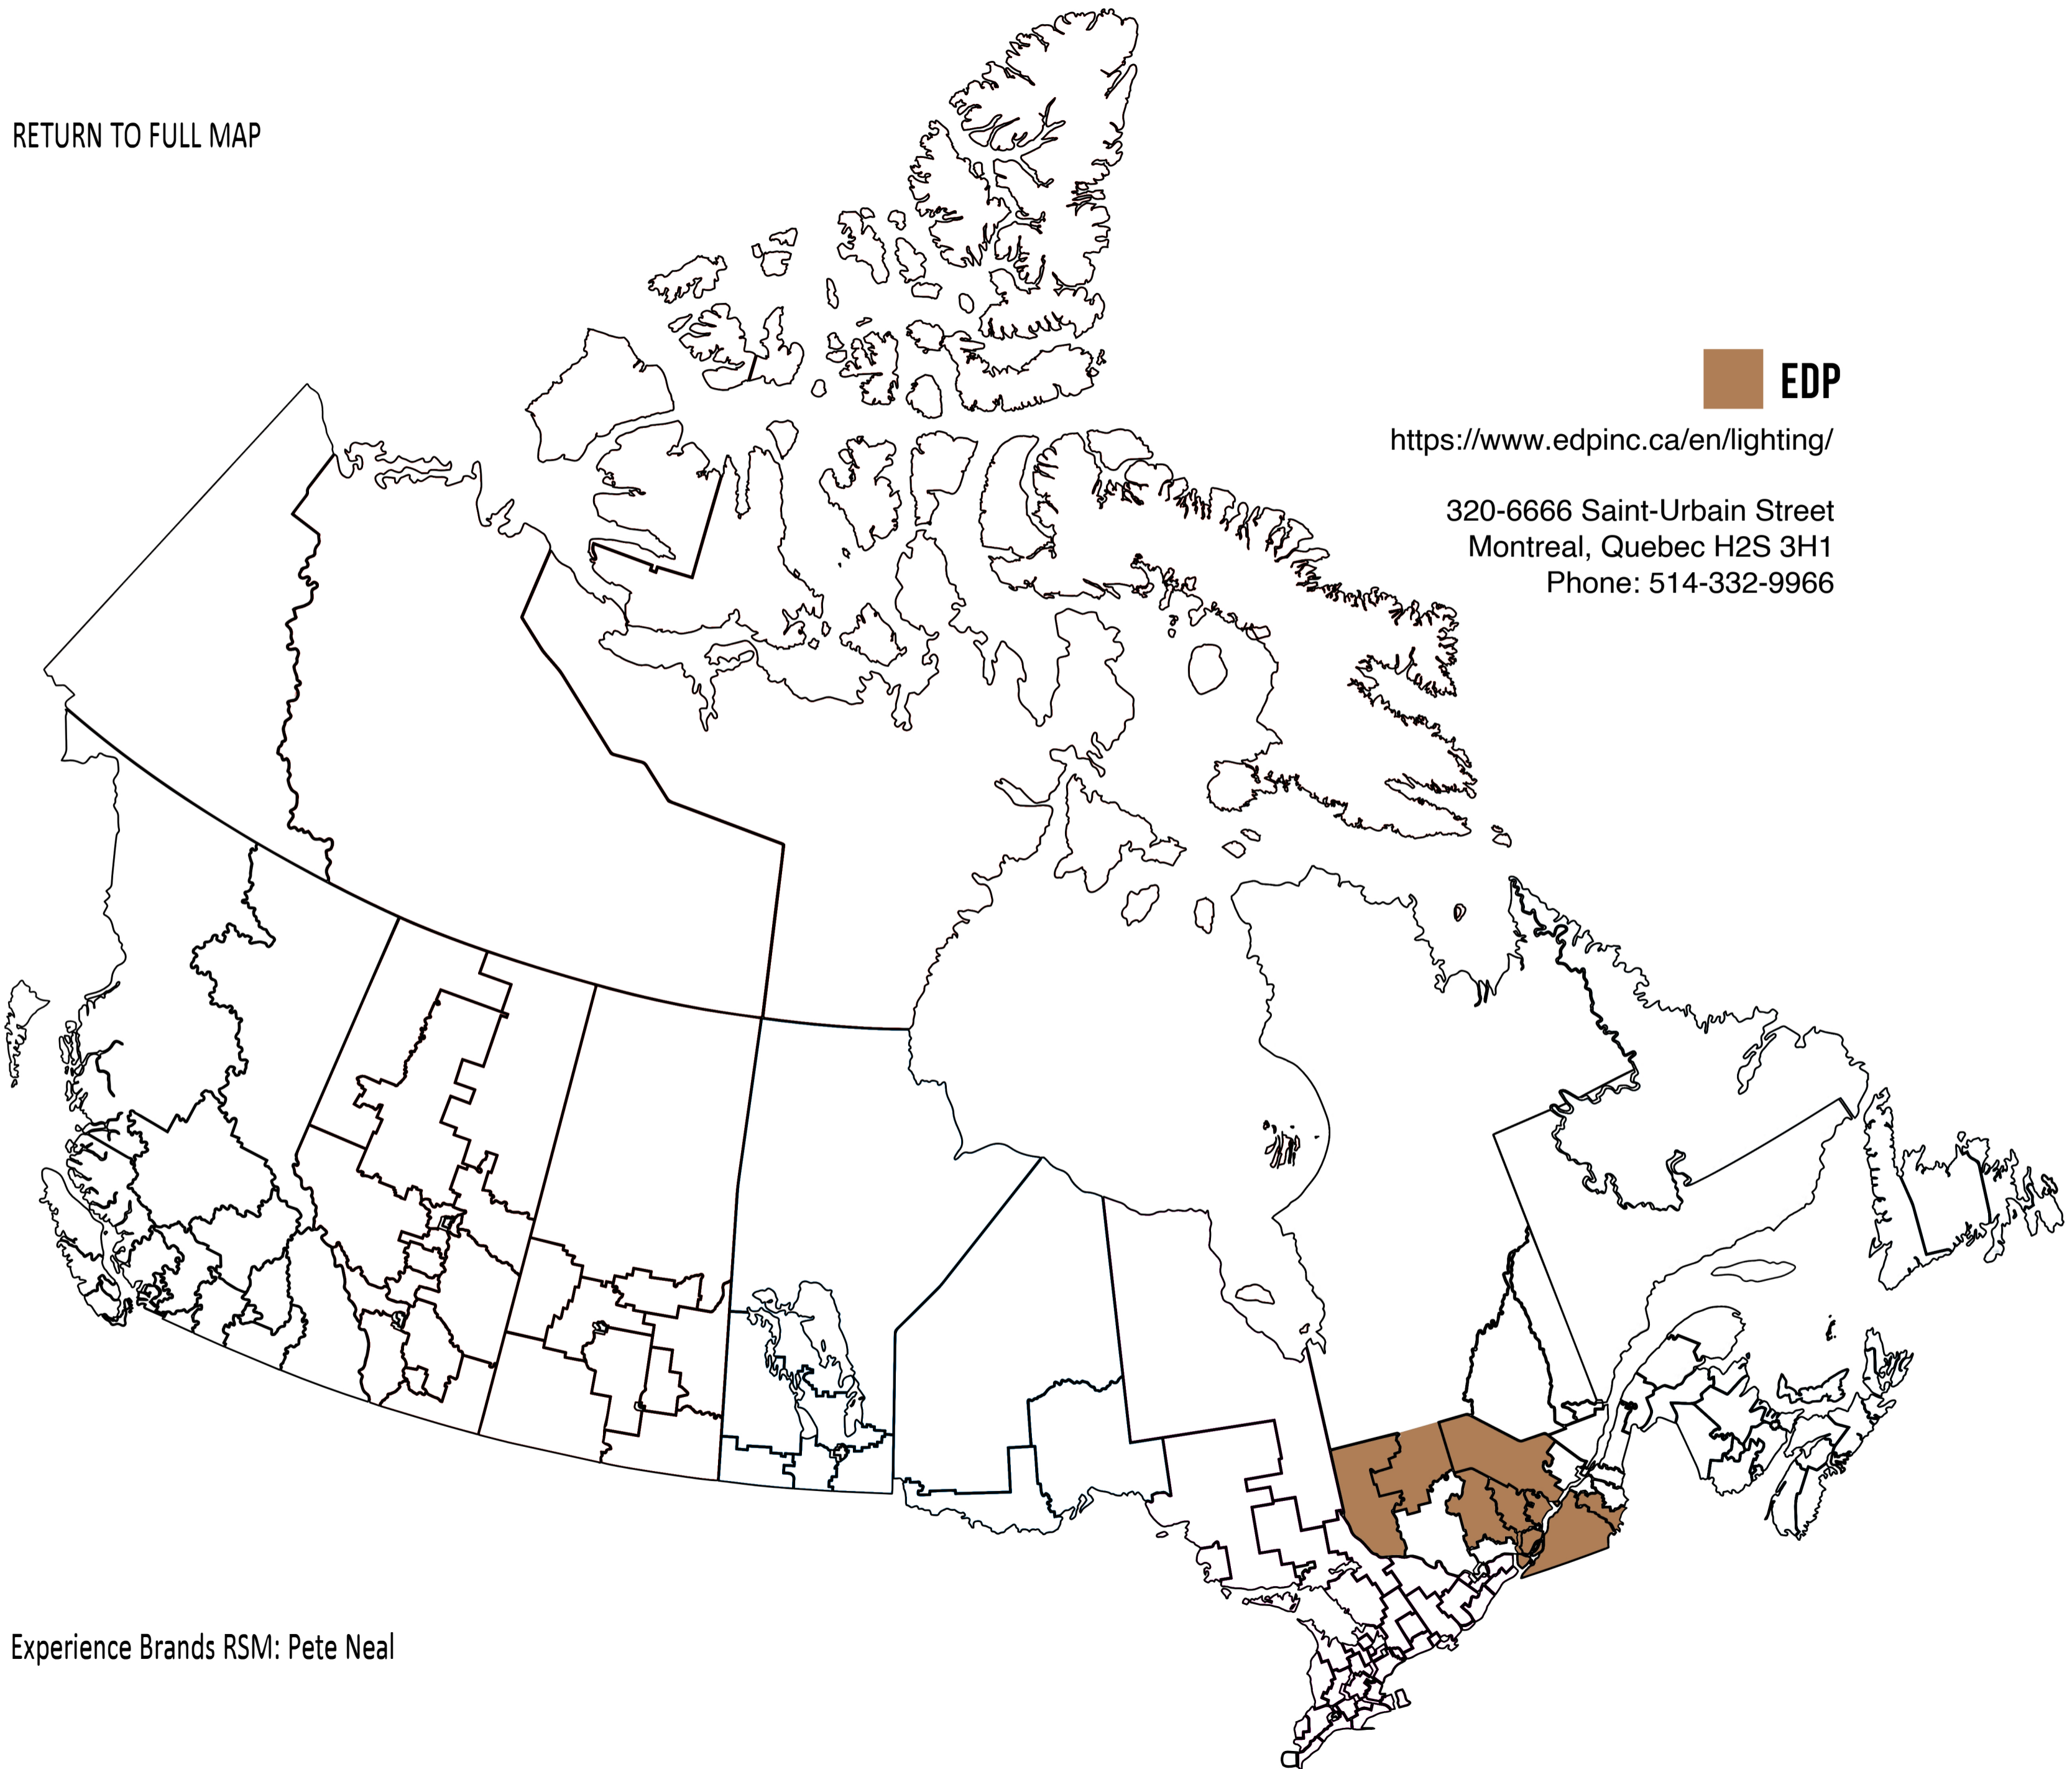 RETURN TO FULL MAP
EDP
https://www.edpinc.ca/en/lighting/
320-6666 Saint-Urbain Street
Montreal, Quebec H2S 3H1
Phone: 514-332-9966
Experience Brands RSM: Pete Neal